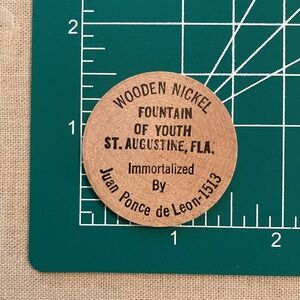 WOODEN NICKEL
FOUNTAIN
OF YOUTH
ST. AUGUSTINE, FLA.
Immortalized
By
Juan Ponce de Leon-1513
2
1
1
2